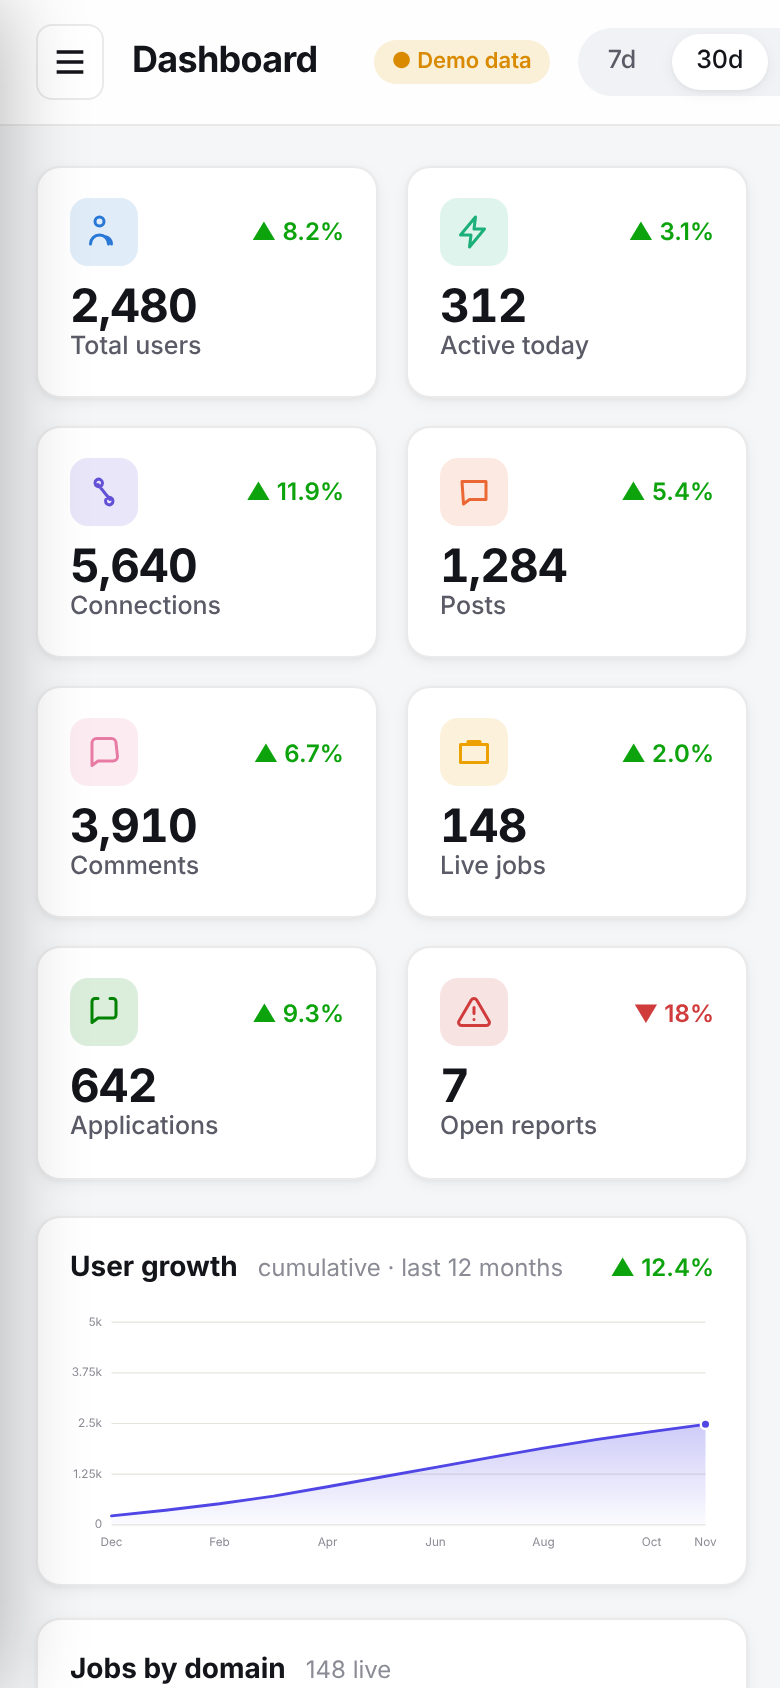 Dashboard
Demo data
7d
30d
▲ 8.2%
2,480
Total users
▲ 3.1%
312
Active today
▲ 11.9%
5,640
Connections
▲ 5.4%
1,284
Posts
▲ 6.7%
3,910
Comments
▲ 2.0%
148
Live jobs
▲ 9.3%
642
Applications
▼ 18%
7
Open reports
User growth cumulative · last 12 months ▲ 12.4%
5k
3.75k
2.5k
1.25k
0
Dec Feb Apr Jun Aug Oct Nov
Jobs by domain 148 live